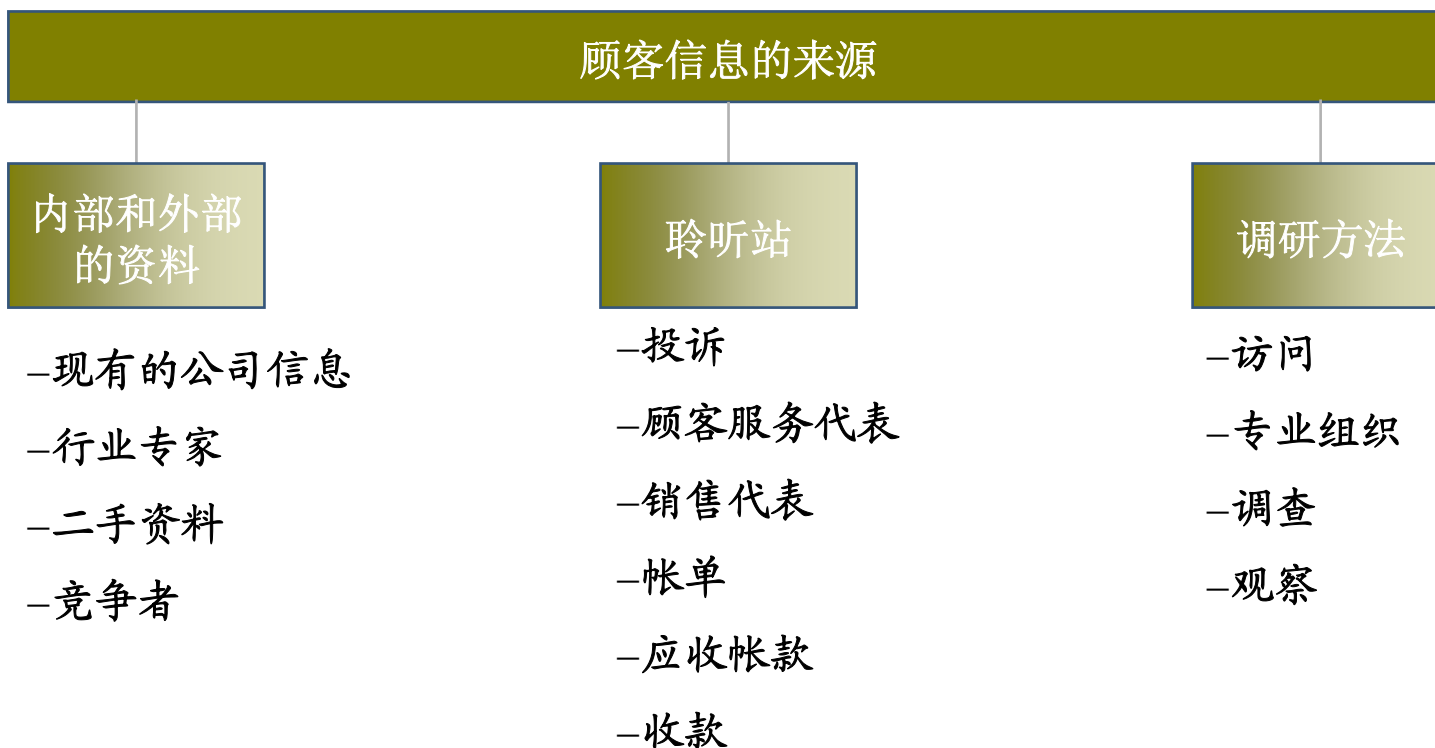 顾客信息的来源
内部和外部
的资料
–现有的公司信息
–行业专家
–二手资料
–竞争者
聆听站
–投诉
–顾客服务代表
–销售代表
–帐单
–应收帐款
–收款
调研方法
–访问
–专业组织
–调查
–观察